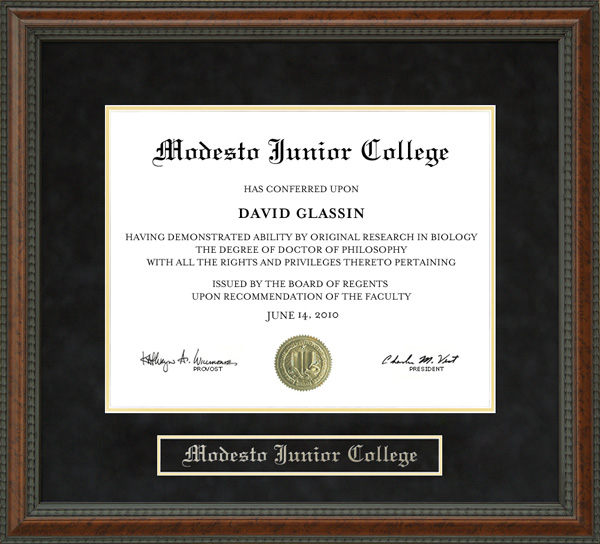 Modesto Junior College
HAS CONFERRED UPON
DAVID GLASSIN
HAVING DEMONSTRATED ABILITY BY ORIGINAL RESEARCH IN BIOLOGY
THE DEGREE OF DOCTOR OF PHILOSOPHY
WITH ALL THE RIGHTS AND PRIVILEGES THERETO PERTAINING
ISSUED BY THE BOARD OF REGENTS
UPON RECOMMENDATION OF THE FACULTY
JUNE 14, 2010
PROVOST
Charles M. Vest
PRESIDENT
Modesto Junior College